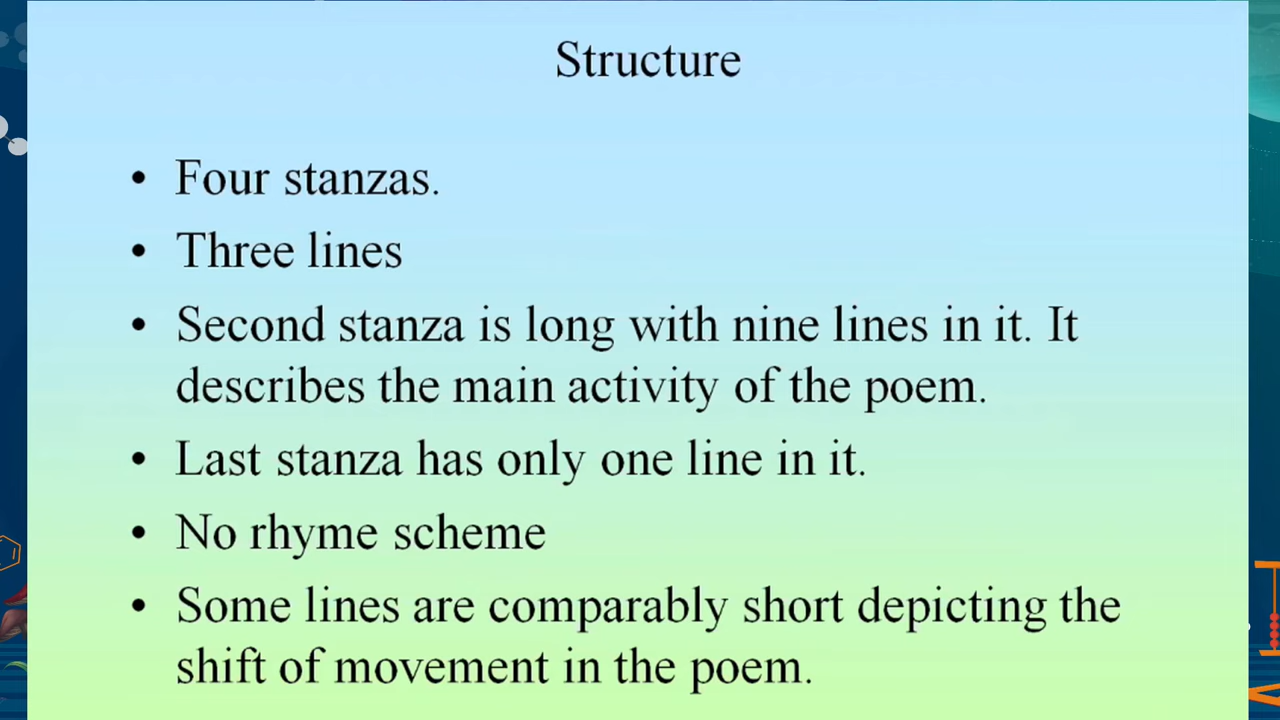 Structure
• Four stanzas.
• Three lines
• Second stanza is long with nine lines in it. It
describes the main activity of the poem.
• Last stanza has only one line in it.
• No rhyme scheme
• Some lines are comparably short depicting the
shift of movement in the poem.